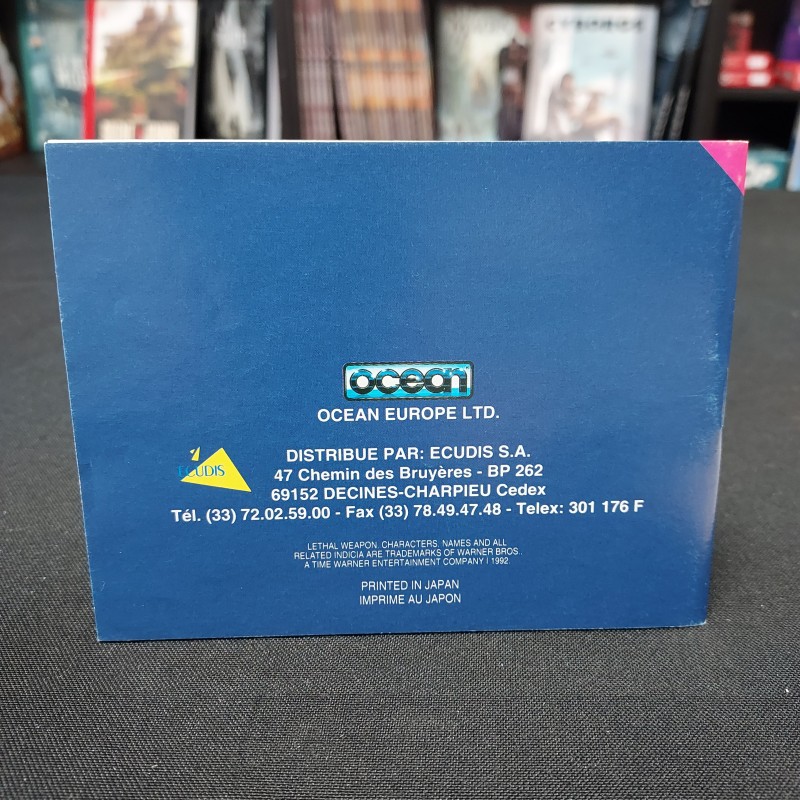 CYBORGS
ocean
OCEAN EUROPE LTD.
ECUDIS
DISTRIBUE PAR: ECUDIS S.A.
47 Chemin des Bruyères - BP 262
69152 DECINES-CHARPIEU Cedex
Tél. (33) 72.02.59.00 - Fax (33) 78.49.47.48 - Telex: 301 176 F
LETHAL WEAPON, CHARACTERS, NAMES AND ALL
RELATED INDICIA ARE TRADEMARKS OF WARNER BROS..
A TIME WARNER ENTERTAINMENT COMPANY 1992
PRINTED IN JAPAN
IMPRIME AU JAPON